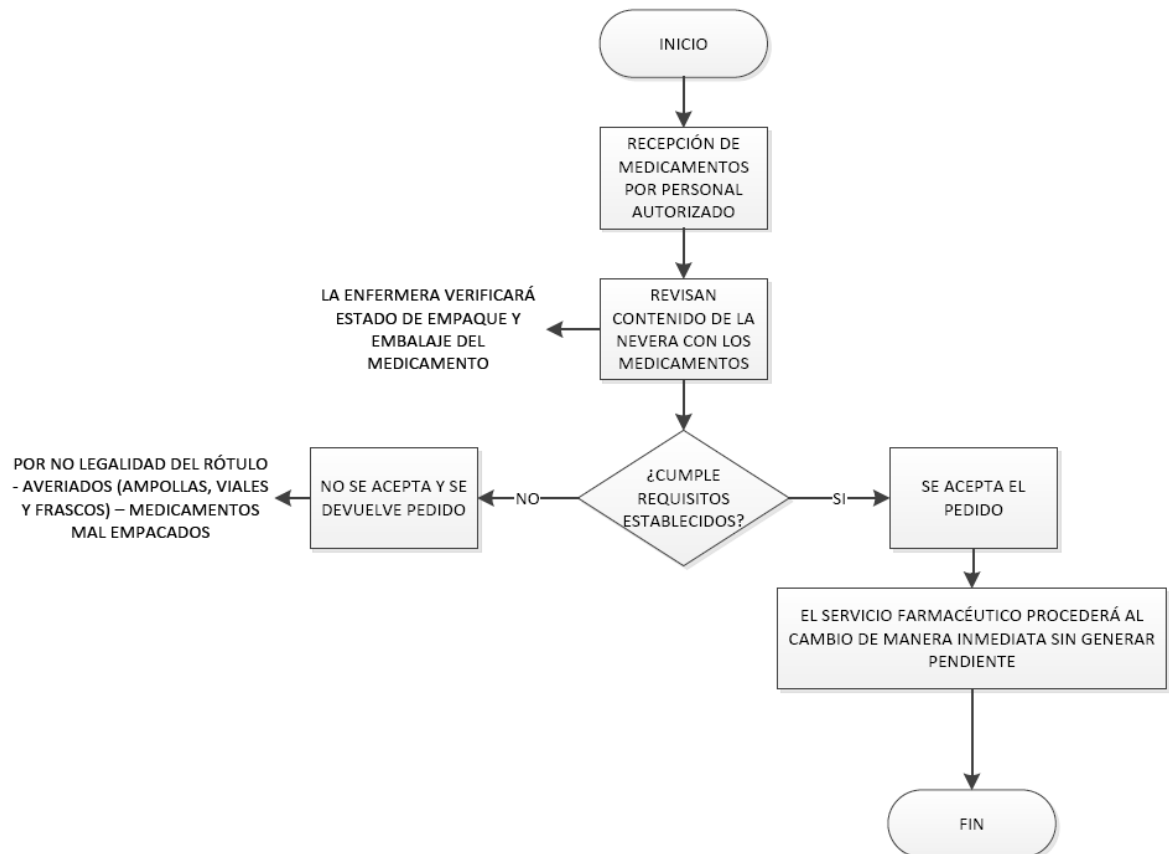 INICIO
RECEPCIÓN DE
MEDICAMENTOS
POR PERSONAL
AUTORIZADO
LA ENFERMERA VERIFICARÁ
ESTADO DE EMPAQUE Y
EMBALAJE DEL
MEDICAMENTO
REVISAN
CONTENIDO DE LA
NEVERA CON LOS
MEDICAMENTOS
POR NO LEGALIDAD DEL RÓTULO
- AVERIADOS (AMPOLLAS, VIALES
Y FRASCOS) – MEDICAMENTOS
MAL EMPACADOS
NO SE ACEPTA Y SE
DEVUELVE PEDIDO
NO
¿CUMPLE
REQUISITOS
ESTABLECIDOS?
SI
SE ACEPTA EL
PEDIDO
EL SERVICIO FARMACÉUTICO PROCEDERÁ AL
CAMBIO DE MANERA INMEDIATA SIN GENERAR
PENDIENTE
FIN